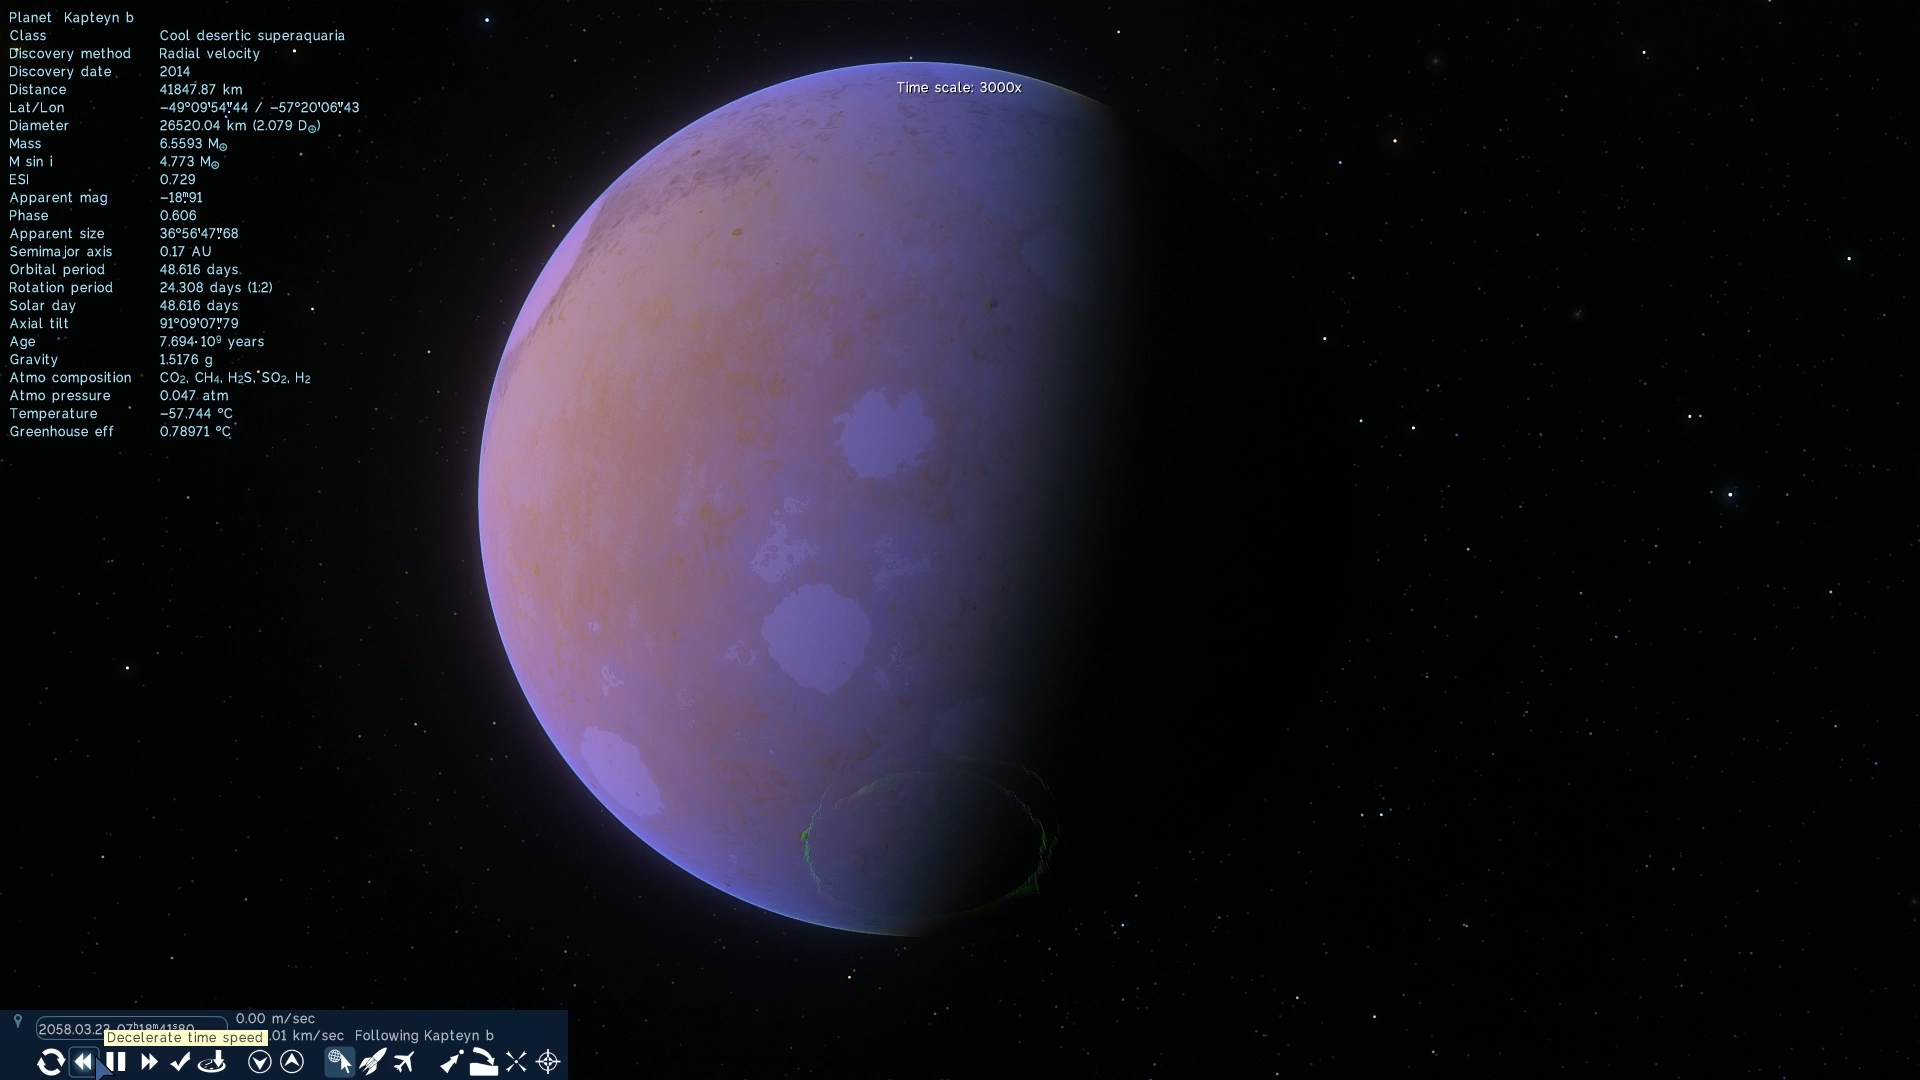 Planet Kapteyn b
Class Cool desertic superaquaria
Discovery method Radial velocity
Discovery date 2014
Distance 41847.87 km
Lat/Lon −49°09'54"44 / −57°20'06"43
Diameter 26520.04 km (2.079 D⊕)
Mass 6.5593 M⊕
M sin i 4.773 M⊕
ESI 0.729
Apparent mag −18ᵐ91
Phase 0.606
Apparent size 36°56'47"68
Semimajor axis 0.17 AU
Orbital period 48.616 days
Rotation period 24.308 days (1:2)
Solar day 48.616 days
Axial tilt 91°09'07"79
Age 7.694·10⁹ years
Gravity 1.5176 g
Atmo composition CO₂, CH₄, H₂S, SO₂, H₂
Atmo pressure 0.047 atm
Temperature −57.744 °C
Greenhouse eff 0.78971 °C
Time scale: 3000x
0.00 m/sec
2058.03.23 07ʰ18ᵐ41ˢ80
Decelerate time speed
.01 km/sec Following Kapteyn b